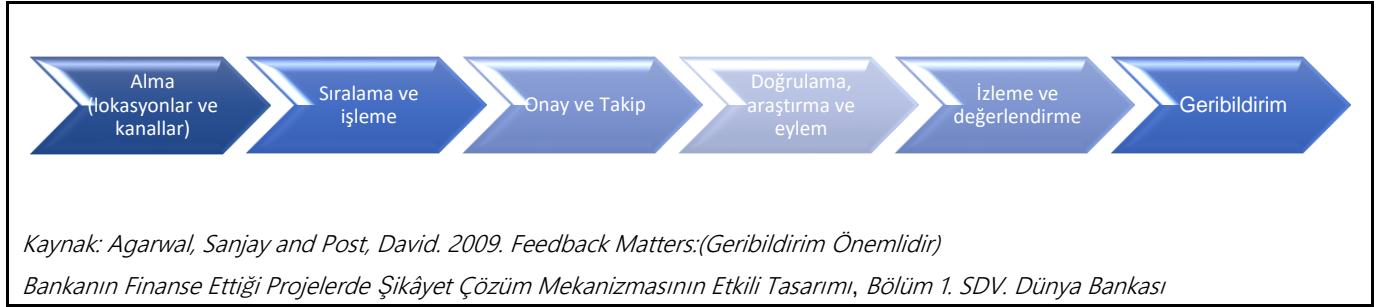 Alma
(lokasyonlar ve
kanallar)
Sıralama ve
işleme
Onay ve Takip
Doğrulama,
araştırma ve
eylem
İzleme ve
değerlendirme
Geribildirim
Kaynak: Agarwal, Sanjay and Post, David. 2009. Feedback Matters:(Geribildirim Önemlidir)
Bankanın Finanse Ettiği Projelerde Şikâyet Çözüm Mekanizmasının Etkili Tasarımı, Bölüm 1. SDV. Dünya Bankası